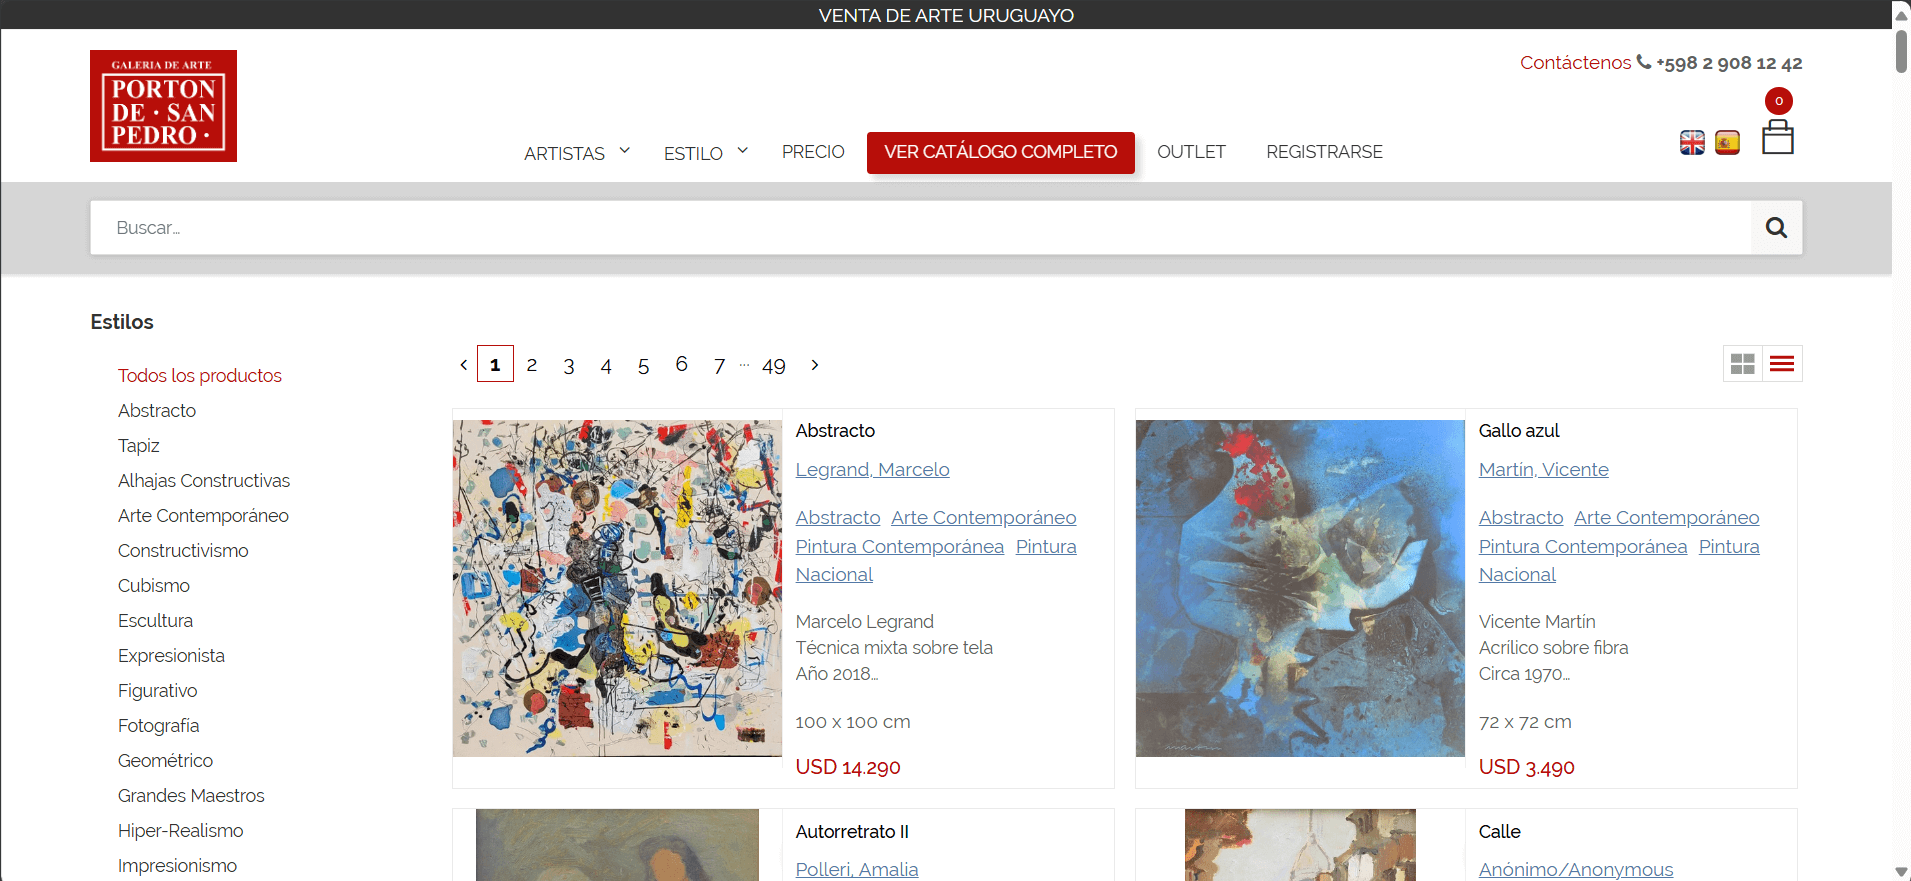 VENTA DE ARTE URUGUAYO
GALERIA DE ARTE
PORTON
DE · SAN
PEDRO ·
Contáctenos +598 2 908 12 42
0
ARTISTAS ESTILO PRECIO VER CATÁLOGO COMPLETO OUTLET REGISTRARSE
Buscar...
Estilos
Todos los productos
Abstracto
Tapiz
Alhajas Constructivas
Arte Contemporáneo
Constructivismo
Cubismo
Escultura
Expresionista
Figurativo
Fotografía
Geométrico
Grandes Maestros
Hiper-Realismo
Impresionismo
‹ 1 2 3 4 5 6 7 ... 49 ›
Abstracto
Legrand, Marcelo
Abstracto Arte Contemporáneo
Pintura Contemporánea Pintura
Nacional
Marcelo Legrand
Técnica mixta sobre tela
Año 2018...
100 x 100 cm
USD 14.290
Gallo azul
Martín, Vicente
Abstracto Arte Contemporáneo
Pintura Contemporánea Pintura
Nacional
Vicente Martín
Acrílico sobre fibra
Circa 1970...
72 x 72 cm
USD 3.490
Autorretrato II
Polleri, Amalia
Calle
Anónimo/Anonymous